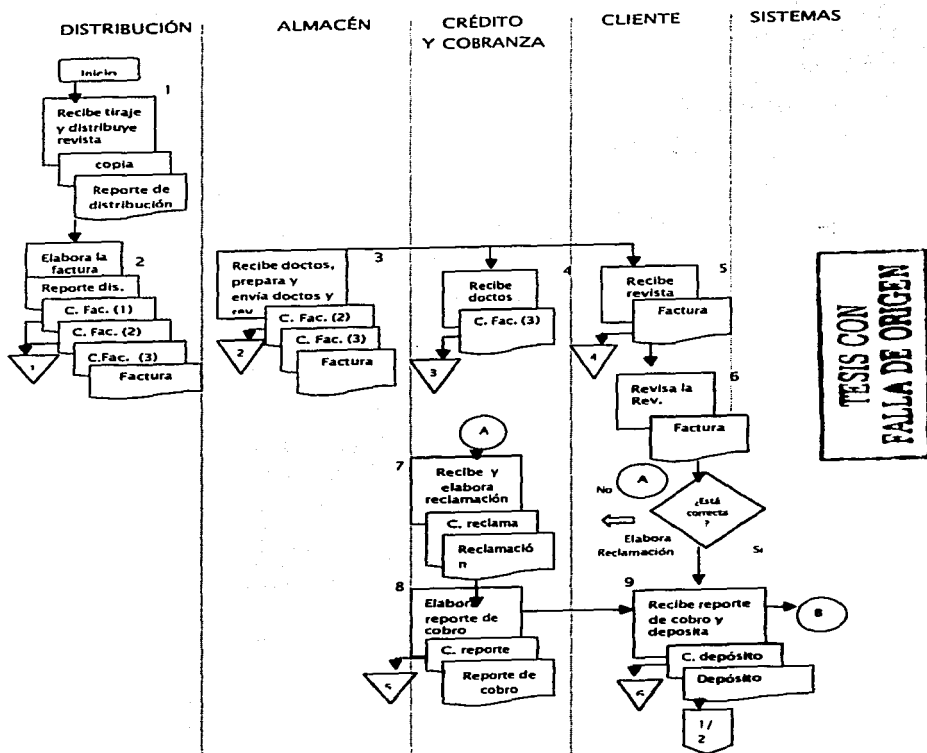 DISTRIBUCIÓN
ALMACÉN
CRÉDITO
Y COBRANZA
CLIENTE
SISTEMAS
Inicio
1
Recibe tiraje
y distribuye
revista
copia
Reporte de
distribución
2
Elabora la
factura
Reporte dis.
C. Fac. (1)
C. Fac. (2)
C.Fac. (3)
Factura
1
3
Recibe doctos,
prepara y
envía doctos y
rev
C. Fac. (2)
C. Fac. (3)
Factura
2
4
Recibe
doctos
C. Fac. (3)
3
5
Recibe
revista
Factura
4
6
Revisa la
Rev.
Factura
A
7
Recibe y
elabora
reclamación
C. reclama
Reclamació
n
No
A
¿Está
correcta
?
Elabora
Reclamación
Si
8
Elabora
reporte de
cobro
C. reporte
Reporte de
cobro
5
9
Recibe reporte
de cobro y
deposita
C. depósito
Depósito
6
B
1/
2
TESIS CON
FALLA DE ORIGEN